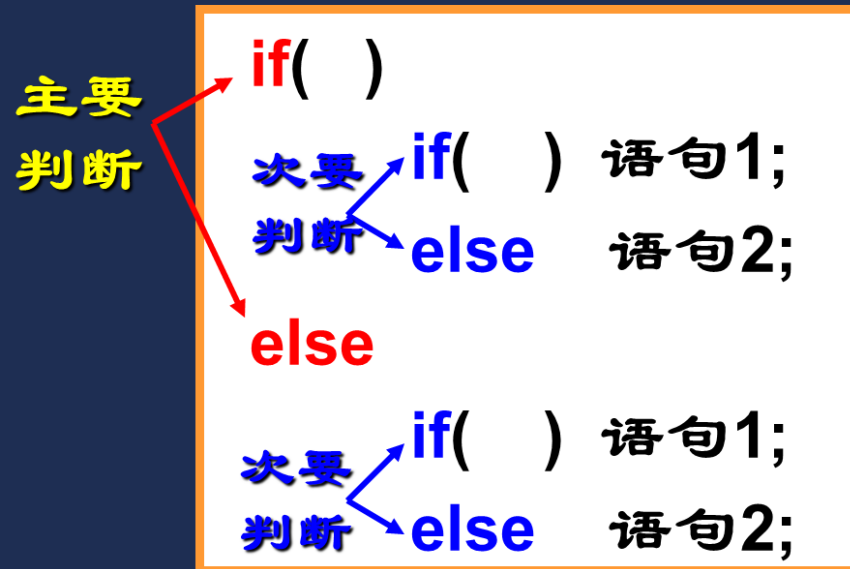 主要
判断
if(   )
次要
判断
if(    ) 语句1;
else 语句2;
else
次要
判断
if(    ) 语句1;
else 语句2;